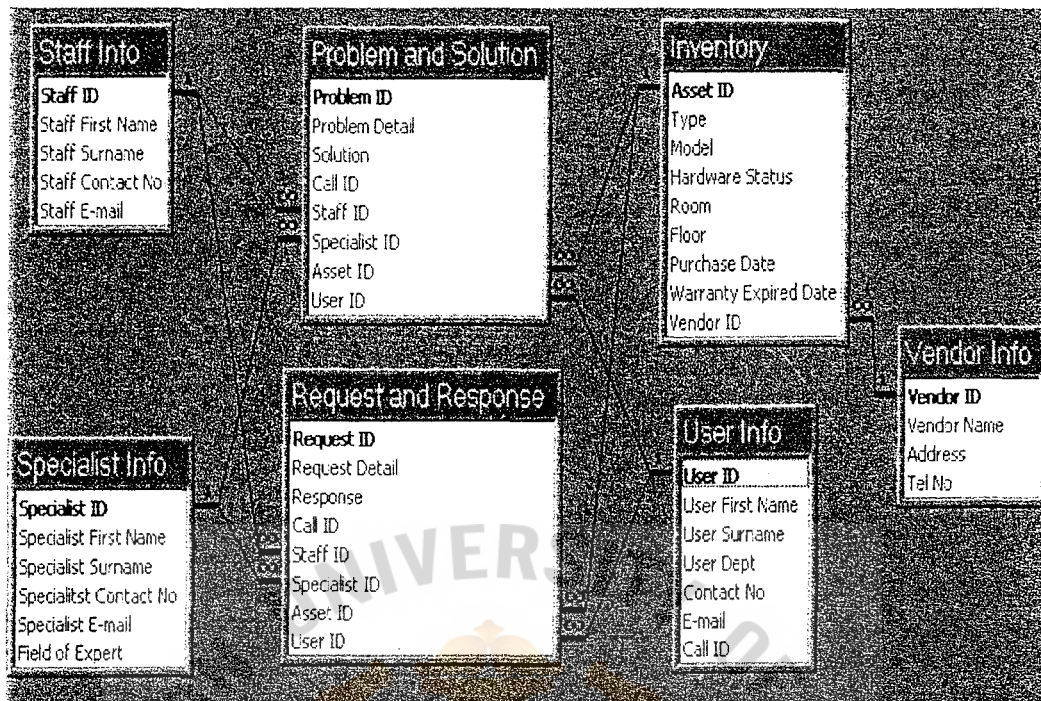 Staff Info
Staff ID
Staff First Name
Staff Surname
Staff Contact No
Staff E-mail
Problem and Solution
Problem ID
Problem Detail
Solution
Call ID
Staff ID
Specialist ID
Asset ID
User ID
Inventory
Asset ID
Type
Model
Hardware Status
Room
Floor
Purchase Date
Warranty Expired Date
Vendor ID
Vendor Info
Vendor ID
Vendor Name
Address
Tel No
Specialist Info
Specialist ID
Specialist First Name
Specialist Surname
Specialitst Contact No
Specialist E-mail
Field of Expert
Request and Response
Request ID
Request Detail
Response
Call ID
Staff ID
Specialist ID
Asset ID
User ID
User Info
User ID
User First Name
User Surname
User Dept
Contact No
E-mail
Call ID